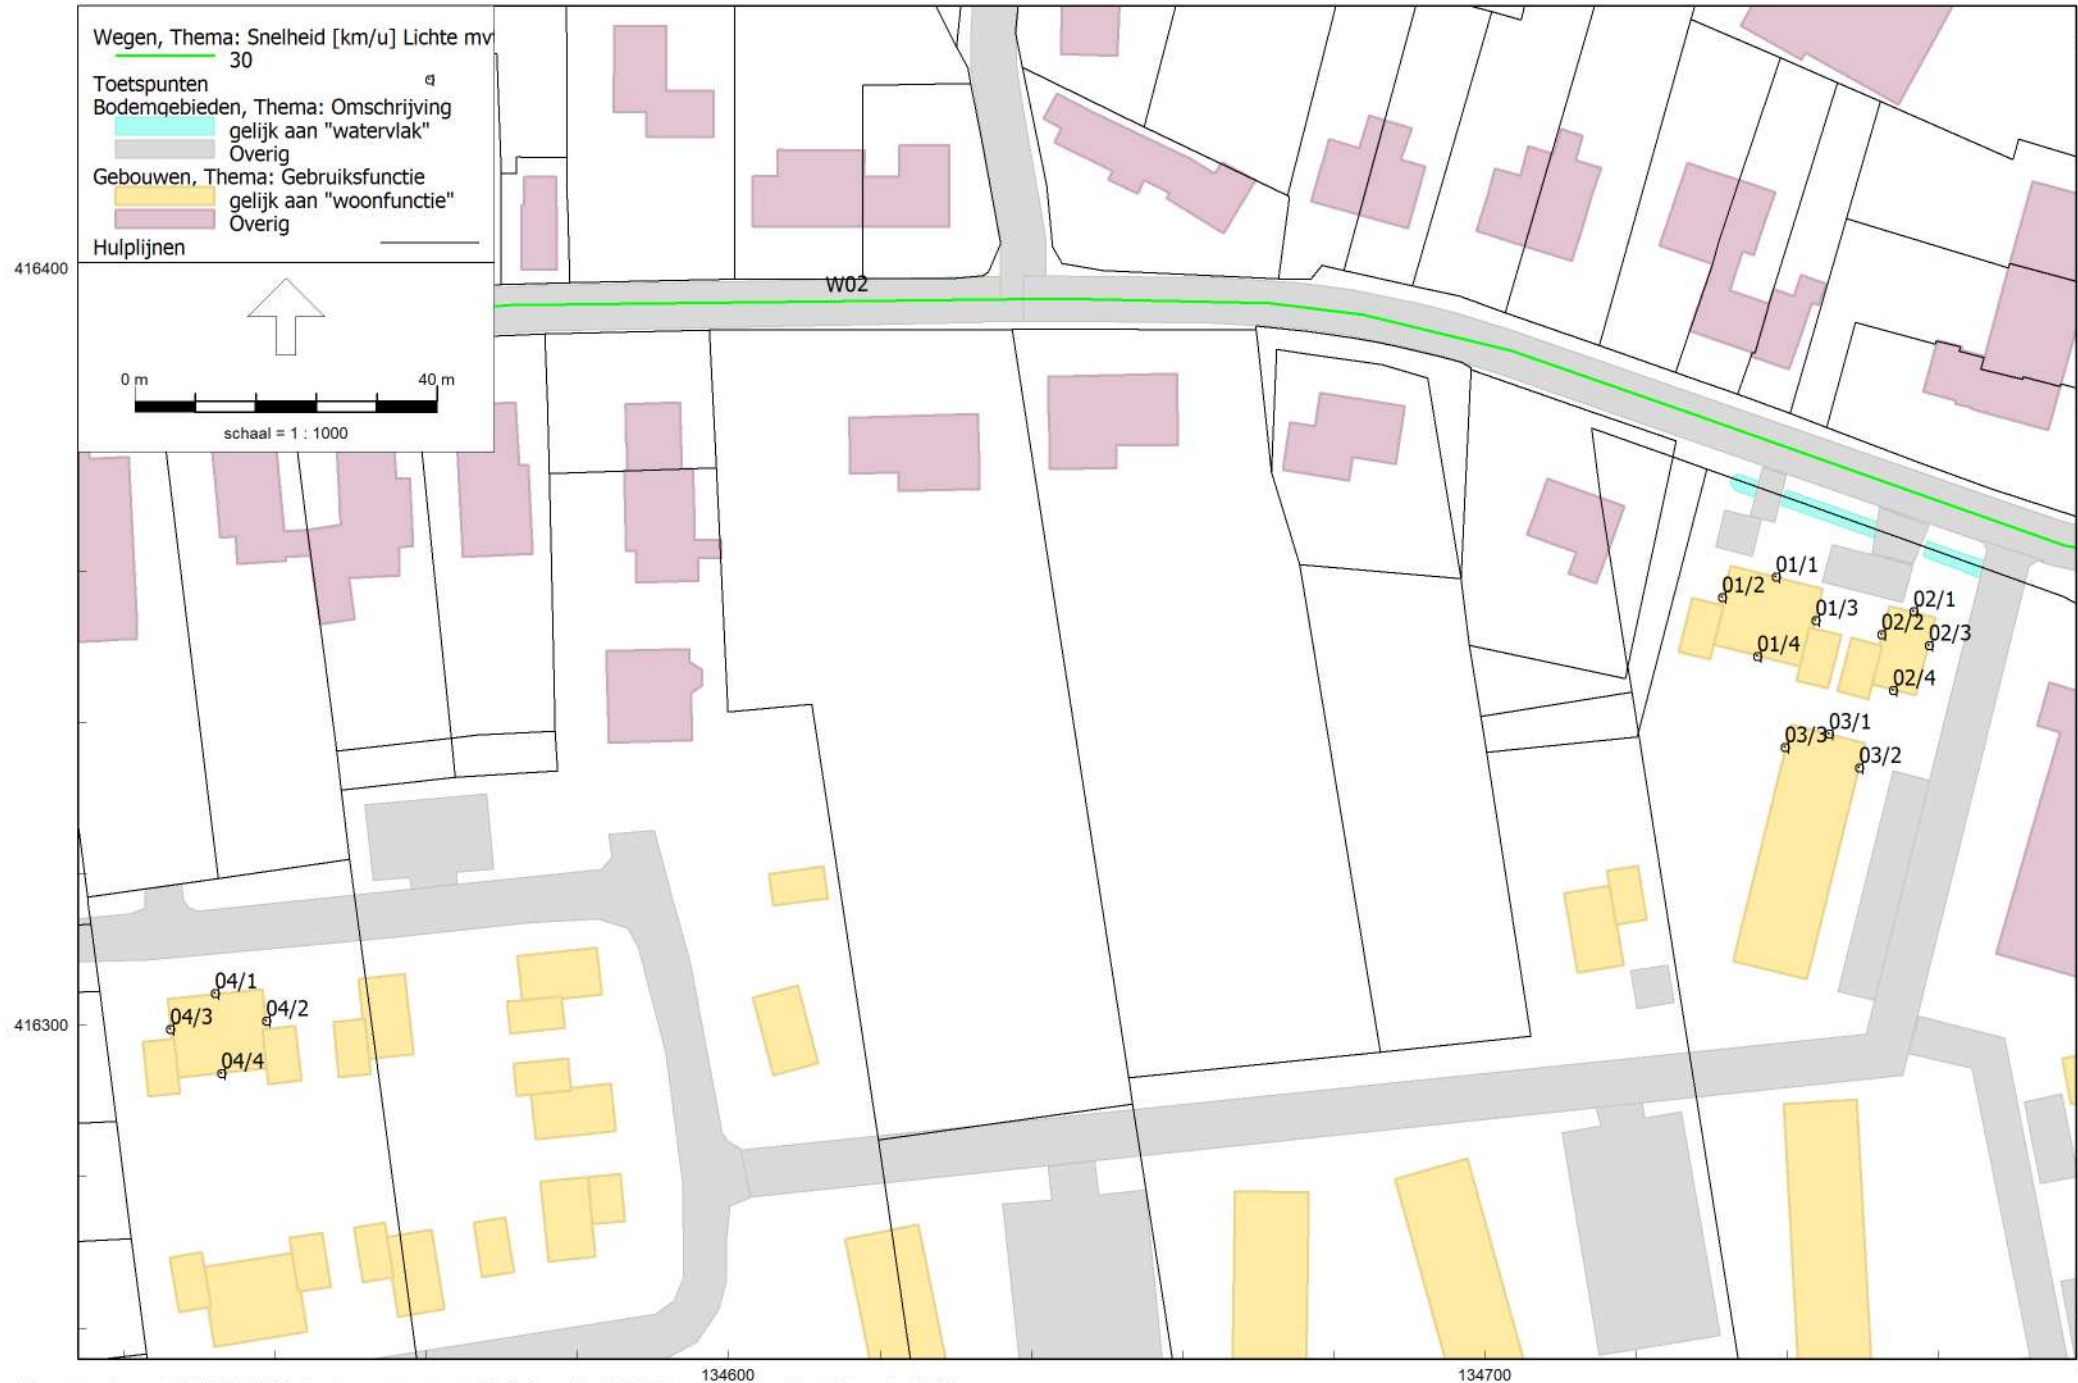 Wegen, Thema: Snelheid [km/u] Lichte mv
30
Toetspunten
Bodemgebieden, Thema: Omschrijving
gelijk aan "watervlak"
Overig
Gebouwen, Thema: Gebruiksfunctie
gelijk aan "woonfunctie"
Overig
Hulplijnen
416400
W02
0 m 40 m
schaal = 1 : 1000
01/1
01/2
01/3
02/1
02/2
02/3
01/4
02/4
03/1
03/3
03/2
04/1
04/2
04/3
416300
04/4
134600 134700